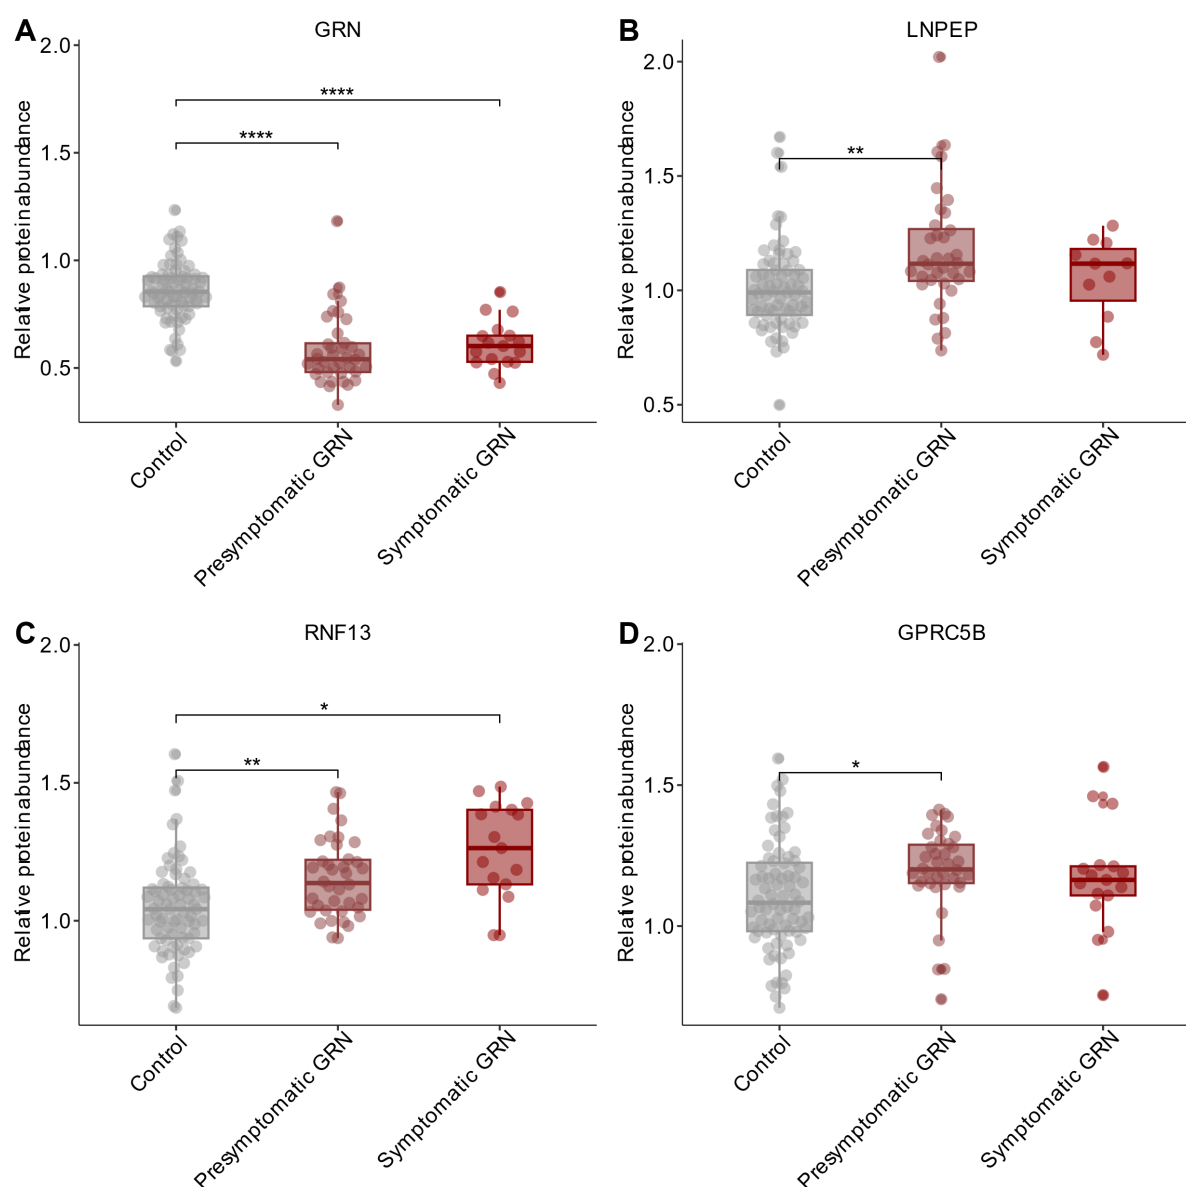 A
GRN
2.0
1.5
1.0
0.5
Relative protein abundance
****
****
Control
Presymptomatic GRN
Symptomatic GRN
B
LNPEP
2.0
1.5
1.0
0.5
Relative protein abundance
**
Control
Presymptomatic GRN
Symptomatic GRN
C
RNF13
2.0
1.5
1.0
Relative protein abundance
*
**
Control
Presymptomatic GRN
Symptomatic GRN
D
GPRC5B
2.0
1.5
1.0
Relative protein abundance
*
Control
Presymptomatic GRN
Symptomatic GRN